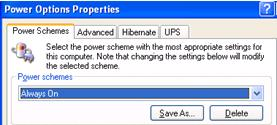 Power Options Properties
?
Power Schemes Advanced Hibernate UPS
Select the power scheme with the most appropriate settings for
this computer. Note that changing the settings below will modify
the selected scheme.
Power schemes
Always On
Save As... Delete